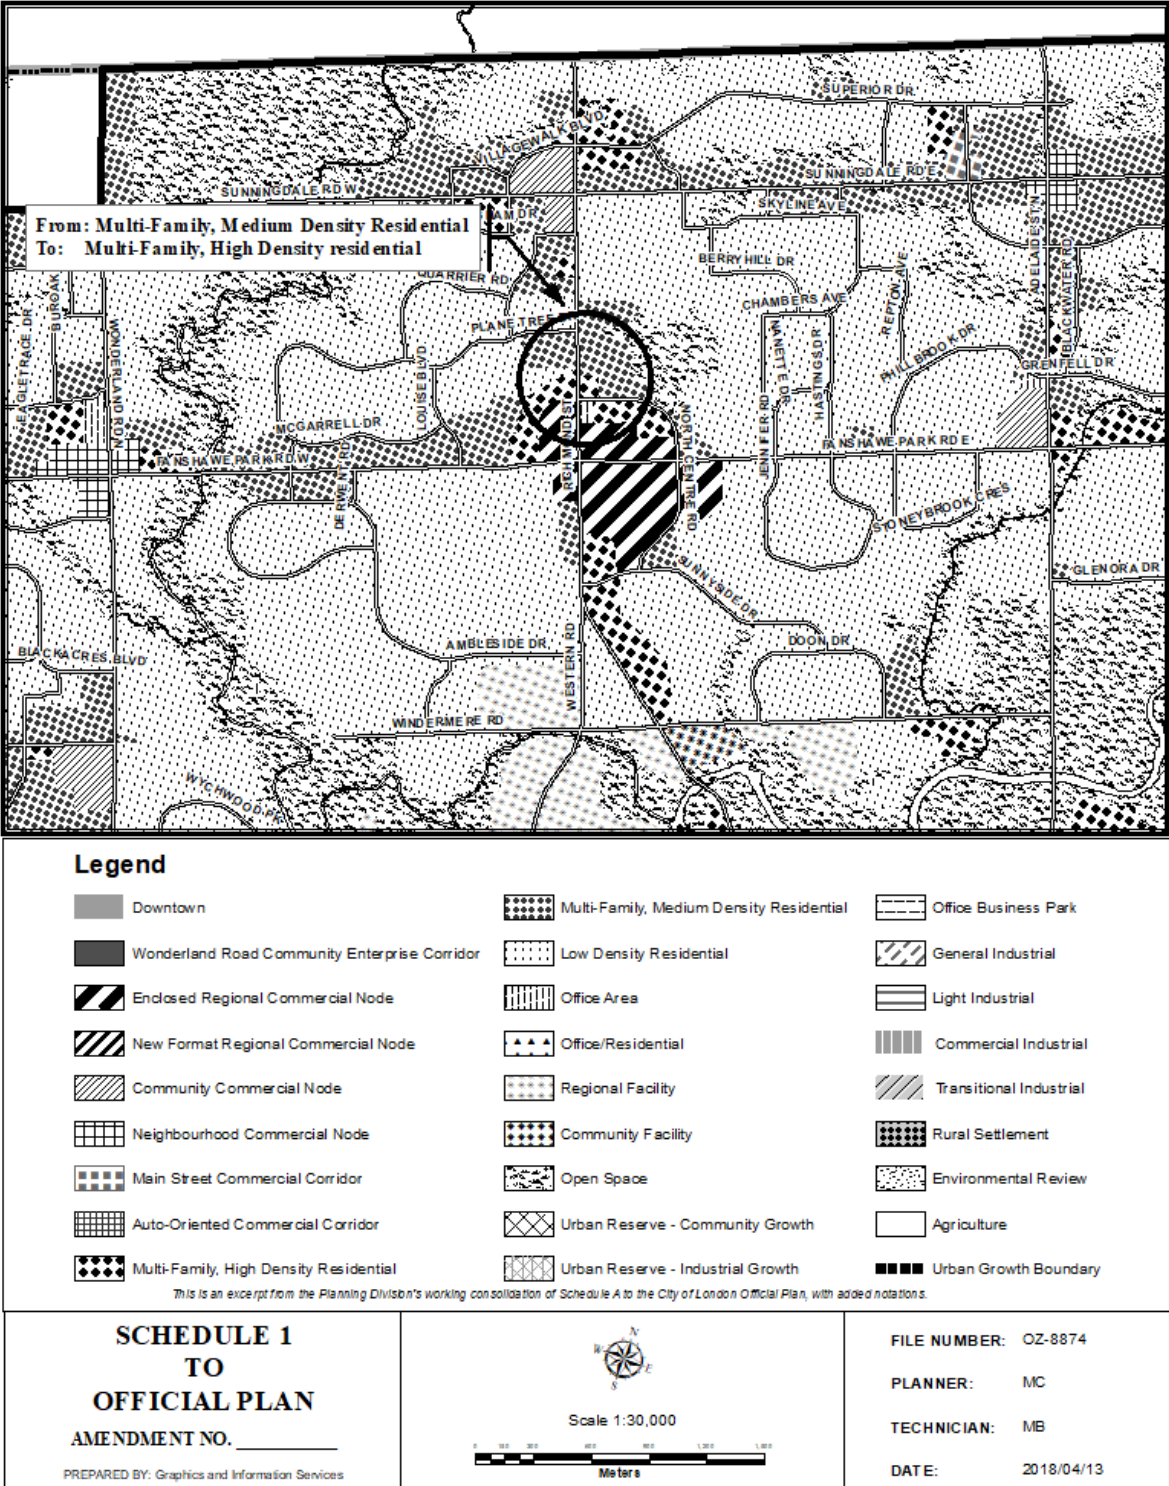 SUPERIOR DR
VILLAGEWALK BLVD
SUNNINGDALE RD W
SUNNINGDALE RD E
SKYLINE AVE
From: Multi-Family, Medium Density Residential
To: Multi-Family, High Density residential
AM DR
QUARRIER RD
BERRYHILL DR
CHAMBERS AVE
REPTON AVE
ADELAIDE ST N
BLACKWATER RD
PLANE TREE
NANETTE DR
HASTINGS DR
PHILLBROOK DR
GRENFELL DR
EAGLETRACE DR
BUROAK
WONDERLAND RD N
LOUISE BLVD
MCGARRELL DR
RICHMOND ST
NORTH CENTRE RD
JENNIFER RD
FANSHAWE PARK RD W
FANSHAWE PARK RD E
DERWENT RD
STONEYBROOK CRES
SUNNYSIDE DR
GLENORA DR
DOON DR
AMBLESIDE DR
WESTERN RD
BLACKACRES BLVD
WINDERMERE RD
WYCHWOOD PK
Legend
Downtown
Wonderland Road Community Enterprise Corridor
Enclosed Regional Commercial Node
New Format Regional Commercial Node
Community Commercial Node
Neighbourhood Commercial Node
Main Street Commercial Corridor
Auto-Oriented Commercial Corridor
Multi-Family, High Density Residential
Multi-Family, Medium Density Residential
Low Density Residential
Office Area
Office/Residential
Regional Facility
Community Facility
Open Space
Urban Reserve - Community Growth
Urban Reserve - Industrial Growth
Office Business Park
General Industrial
Light Industrial
Commercial Industrial
Transitional Industrial
Rural Settlement
Environmental Review
Agriculture
Urban Growth Boundary
This is an excerpt from the Planning Division's working consolidation of Schedule A to the City of London Official Plan, with added notations.
SCHEDULE 1
TO
OFFICIAL PLAN
AMENDMENT NO. __________
PREPARED BY: Graphics and Information Services
N
W
E
S
Scale 1:30,000
Meters
FILE NUMBER: OZ-8874
PLANNER: MC
TECHNICIAN: MB
DATE: 2018/04/13